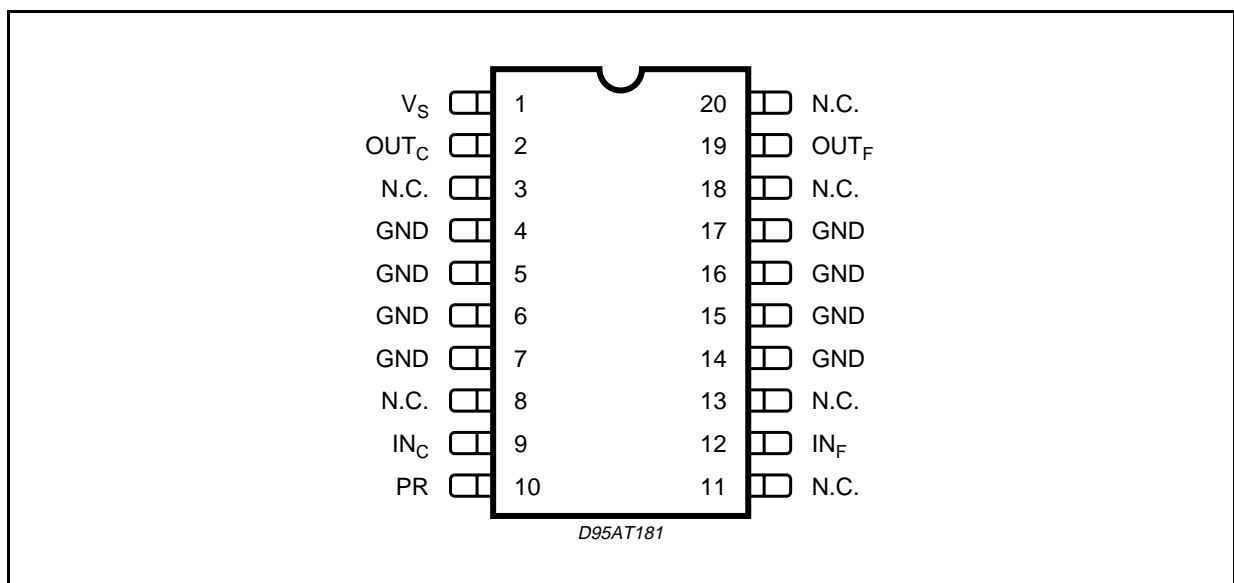 V_S 1 20 N.C.
OUT_C 2 19 OUT_F
N.C. 3 18 N.C.
GND 4 17 GND
GND 5 16 GND
GND 6 15 GND
GND 7 14 GND
N.C. 8 13 N.C.
IN_C 9 12 IN_F
PR 10 11 N.C.
D95AT181